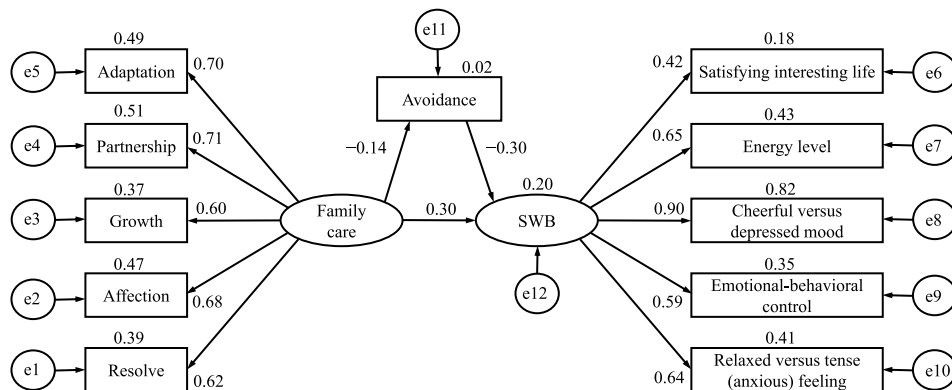 e11
0.49
0.02
0.18
e5
Adaptation
0.70
Avoidance
0.42
Satisfying interesting life
e6
0.51
0.43
e4
Partnership
0.71
−0.14
−0.30
0.65
Energy level
e7
0.37
0.20
0.82
e3
Growth
0.60
Family
care
0.30
SWB
0.90
Cheerful versus
depressed mood
e8
0.47
0.35
e2
Affection
0.68
e12
0.59
Emotional-behavioral
control
e9
0.39
0.41
e1
Resolve
0.62
0.64
Relaxed versus tense
(anxious) feeling
e10